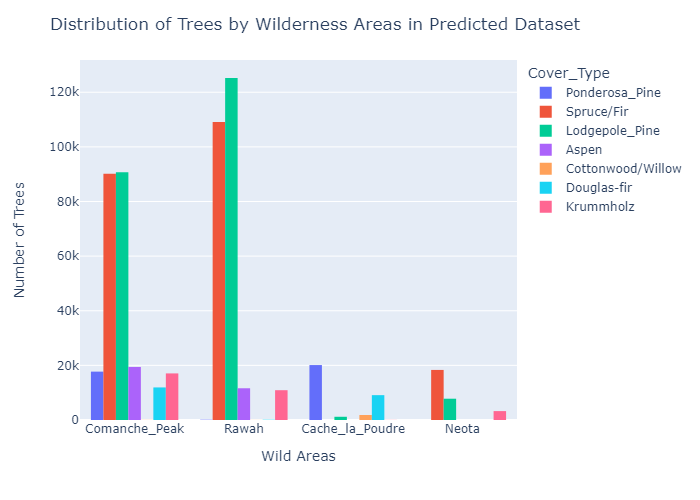 Distribution of Trees by Wilderness Areas in Predicted Dataset
Number of Trees
120k
100k
80k
60k
40k
20k
0
Comanche_Peak
Rawah
Cache_la_Poudre
Neota
Wild Areas
Cover_Type
Ponderosa_Pine
Spruce/Fir
Lodgepole_Pine
Aspen
Cottonwood/Willow
Douglas-fir
Krummholz